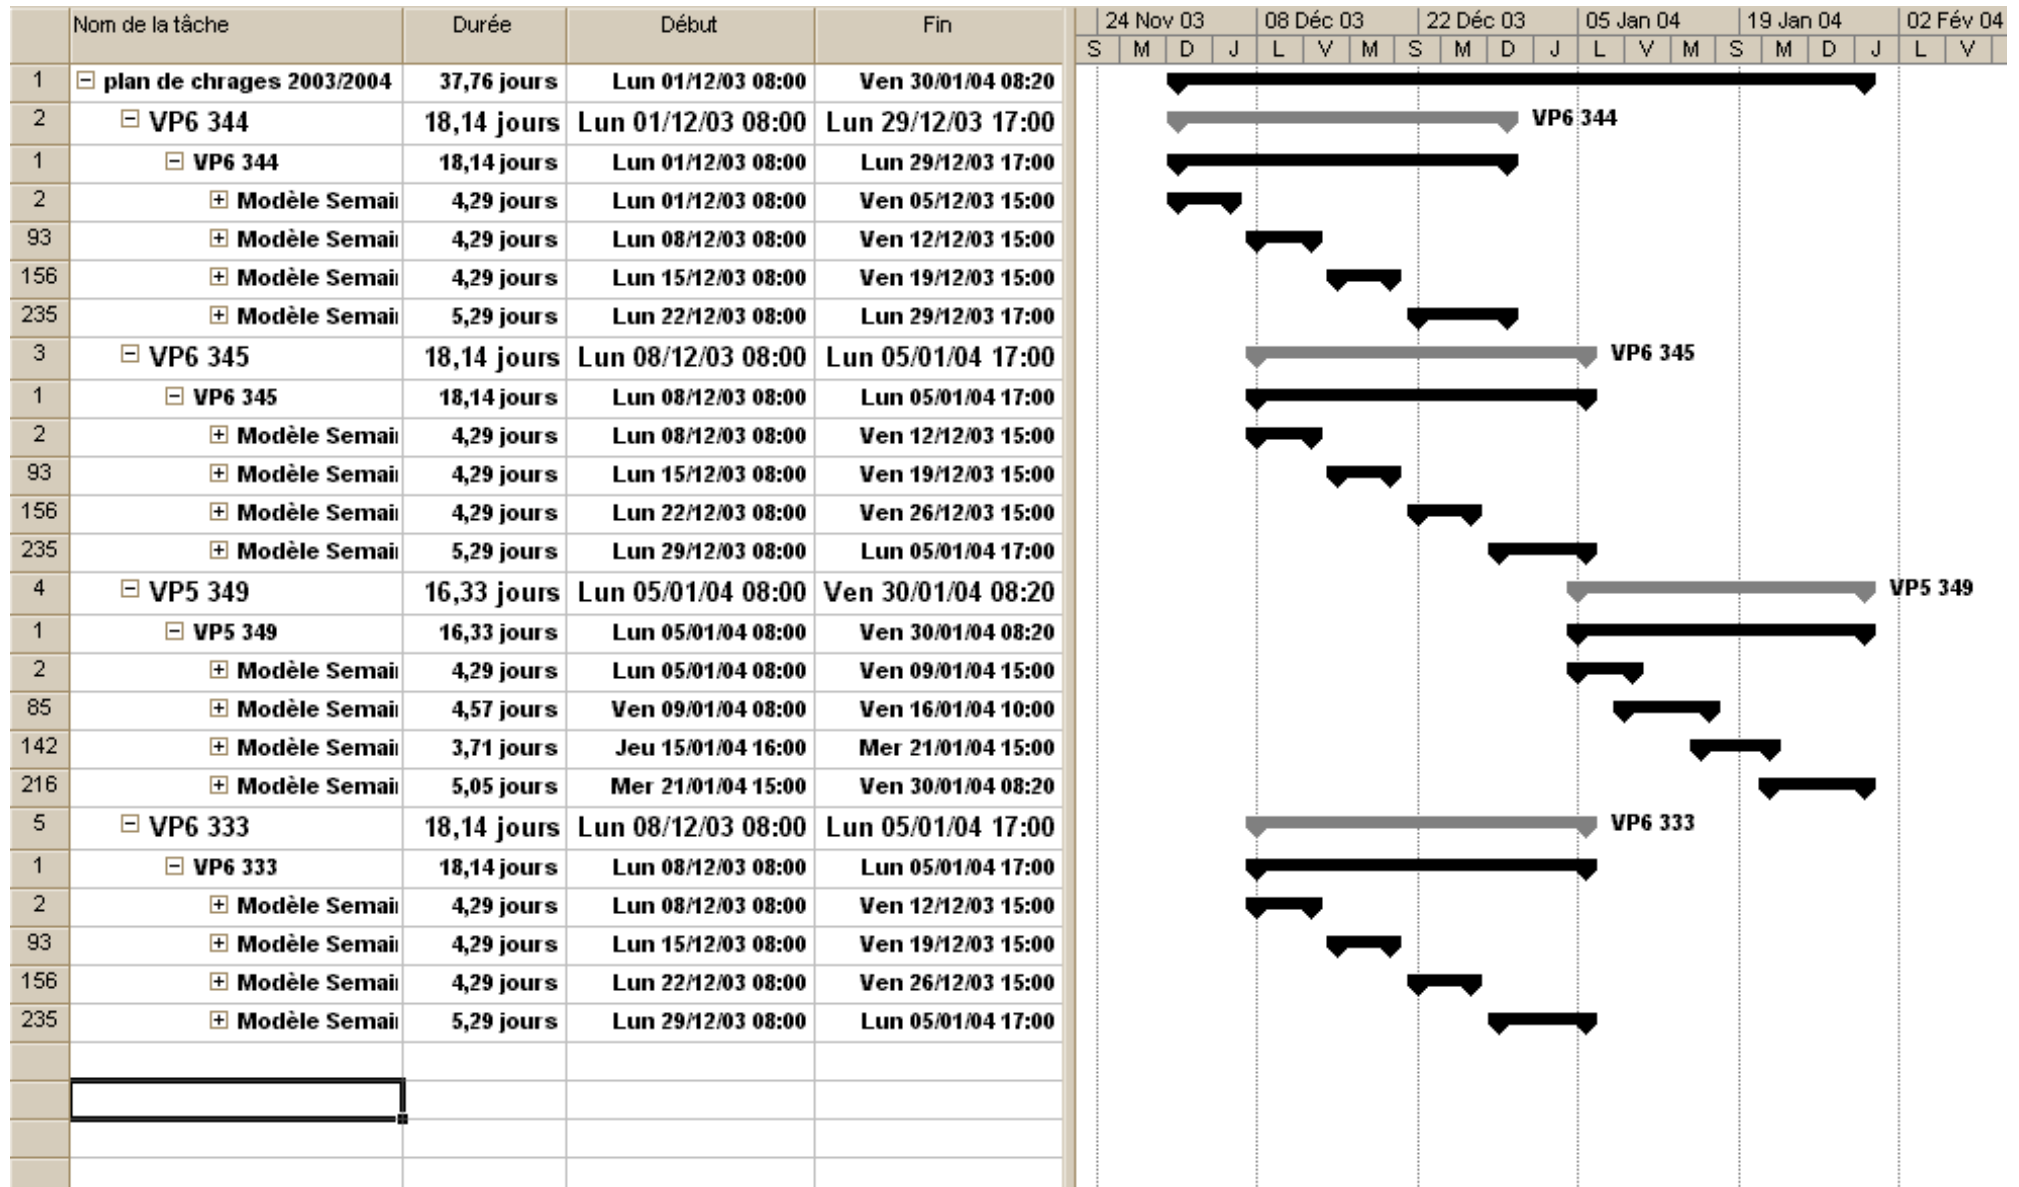 Nom de la tâche Durée Début Fin 24 Nov 03 08 Déc 03 22 Déc 03 05 Jan 04 19 Jan 04 02 Fév 04
S M D J L V M S M D J L V M S M D J L V
1 plan de chrages 2003/2004 37,76 jours Lun 01/12/03 08:00 Ven 30/01/04 08:20
2 VP6 344 18,14 jours Lun 01/12/03 08:00 Lun 29/12/03 17:00 VP6 344
1 VP6 344 18,14 jours Lun 01/12/03 08:00 Lun 29/12/03 17:00
2 Modèle Semai 4,29 jours Lun 01/12/03 08:00 Ven 05/12/03 15:00
93 Modèle Semai 4,29 jours Lun 08/12/03 08:00 Ven 12/12/03 15:00
156 Modèle Semai 4,29 jours Lun 15/12/03 08:00 Ven 19/12/03 15:00
235 Modèle Semai 5,29 jours Lun 22/12/03 08:00 Lun 29/12/03 17:00
3 VP6 345 18,14 jours Lun 08/12/03 08:00 Lun 05/01/04 17:00 VP6 345
1 VP6 345 18,14 jours Lun 08/12/03 08:00 Lun 05/01/04 17:00
2 Modèle Semai 4,29 jours Lun 08/12/03 08:00 Ven 12/12/03 15:00
93 Modèle Semai 4,29 jours Lun 15/12/03 08:00 Ven 19/12/03 15:00
156 Modèle Semai 4,29 jours Lun 22/12/03 08:00 Ven 26/12/03 15:00
235 Modèle Semai 5,29 jours Lun 29/12/03 08:00 Lun 05/01/04 17:00
4 VP5 349 16,33 jours Lun 05/01/04 08:00 Ven 30/01/04 08:20 VP5 349
1 VP5 349 16,33 jours Lun 05/01/04 08:00 Ven 30/01/04 08:20
2 Modèle Semai 4,29 jours Lun 05/01/04 08:00 Ven 09/01/04 15:00
85 Modèle Semai 4,57 jours Ven 09/01/04 08:00 Ven 16/01/04 10:00
142 Modèle Semai 3,71 jours Jeu 15/01/04 16:00 Mer 21/01/04 15:00
216 Modèle Semai 5,05 jours Mer 21/01/04 15:00 Ven 30/01/04 08:20
5 VP6 333 18,14 jours Lun 08/12/03 08:00 Lun 05/01/04 17:00 VP6 333
1 VP6 333 18,14 jours Lun 08/12/03 08:00 Lun 05/01/04 17:00
2 Modèle Semai 4,29 jours Lun 08/12/03 08:00 Ven 12/12/03 15:00
93 Modèle Semai 4,29 jours Lun 15/12/03 08:00 Ven 19/12/03 15:00
156 Modèle Semai 4,29 jours Lun 22/12/03 08:00 Ven 26/12/03 15:00
235 Modèle Semai 5,29 jours Lun 29/12/03 08:00 Lun 05/01/04 17:00